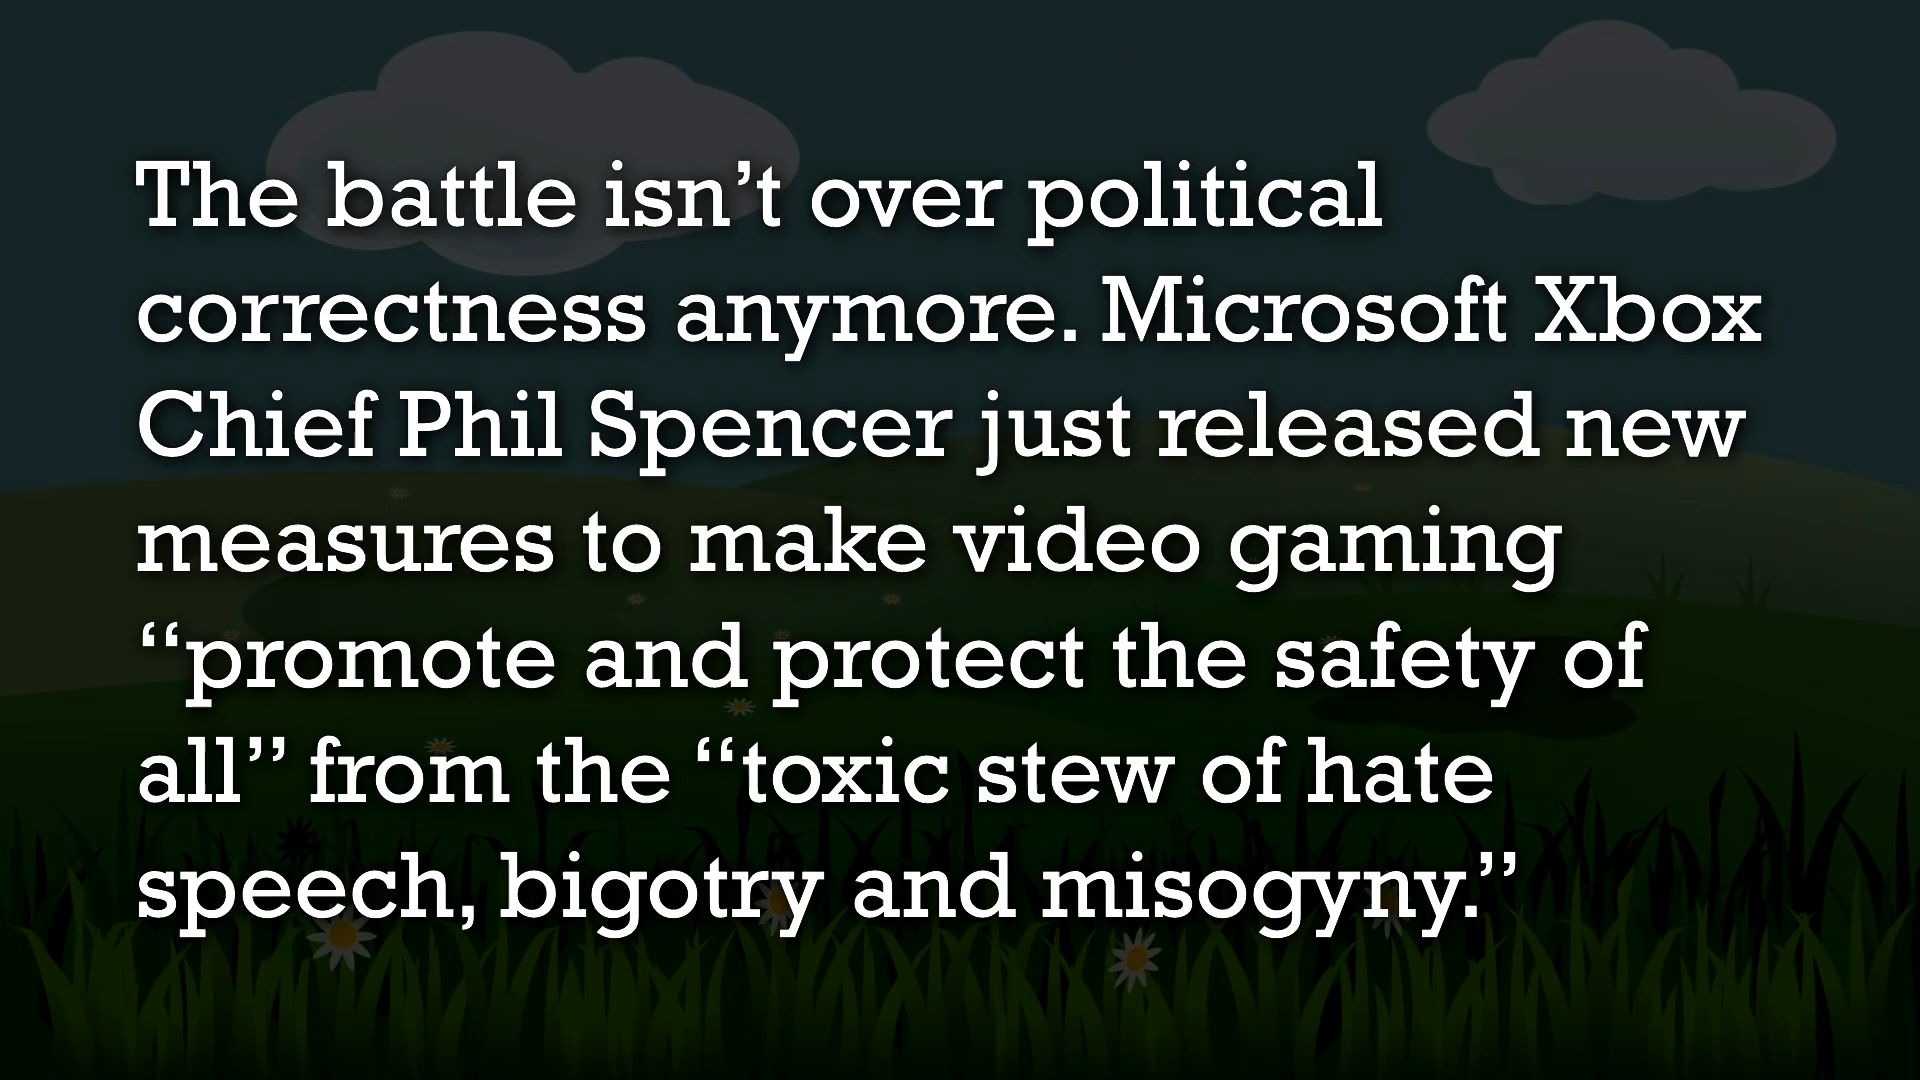 The battle isn’t over political
correctness anymore. Microsoft Xbox
Chief Phil Spencer just released new
measures to make video gaming
“promote and protect the safety of
all” from the “toxic stew of hate
speech, bigotry and misogyny.”